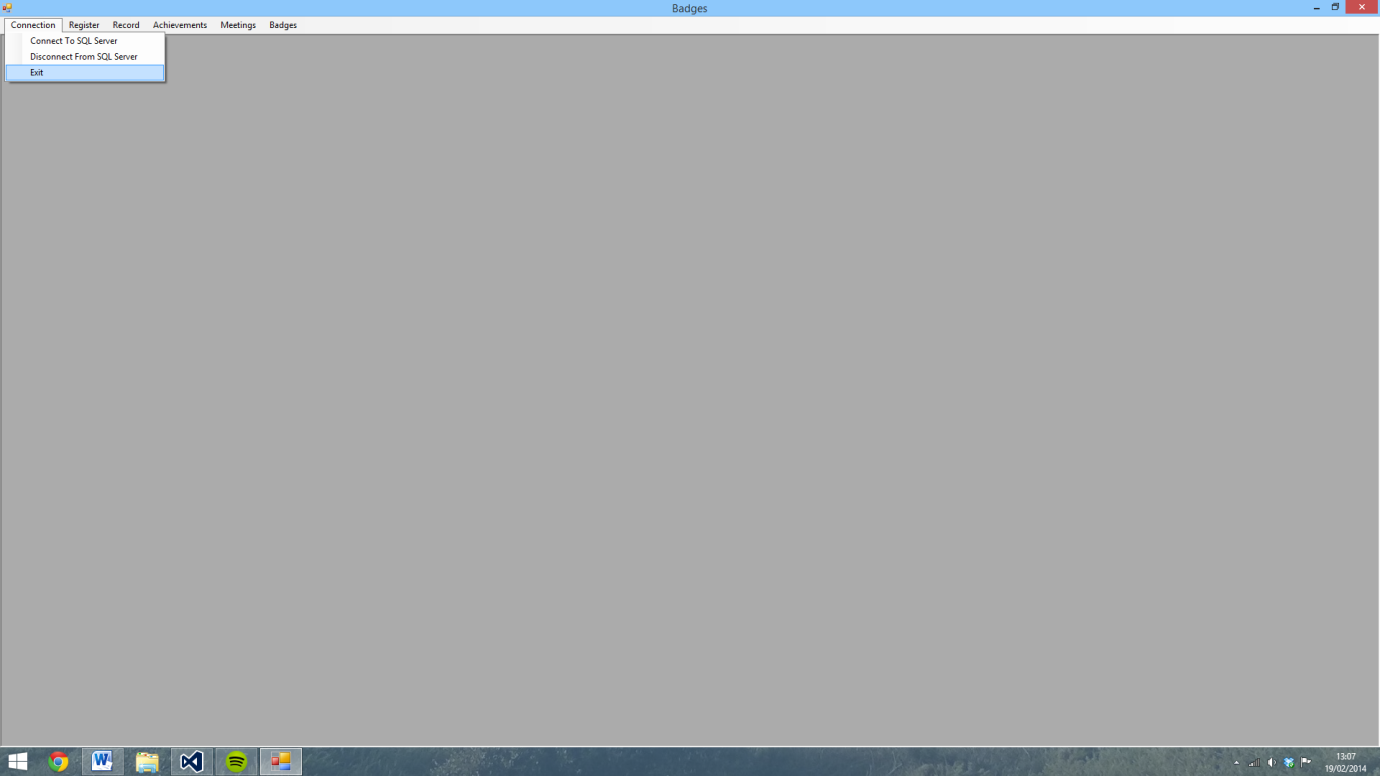 Badges
Connection Register Record Achievements Meetings Badges
Connect To SQL Server
Disconnect From SQL Server
Exit
13:07
19/02/2014